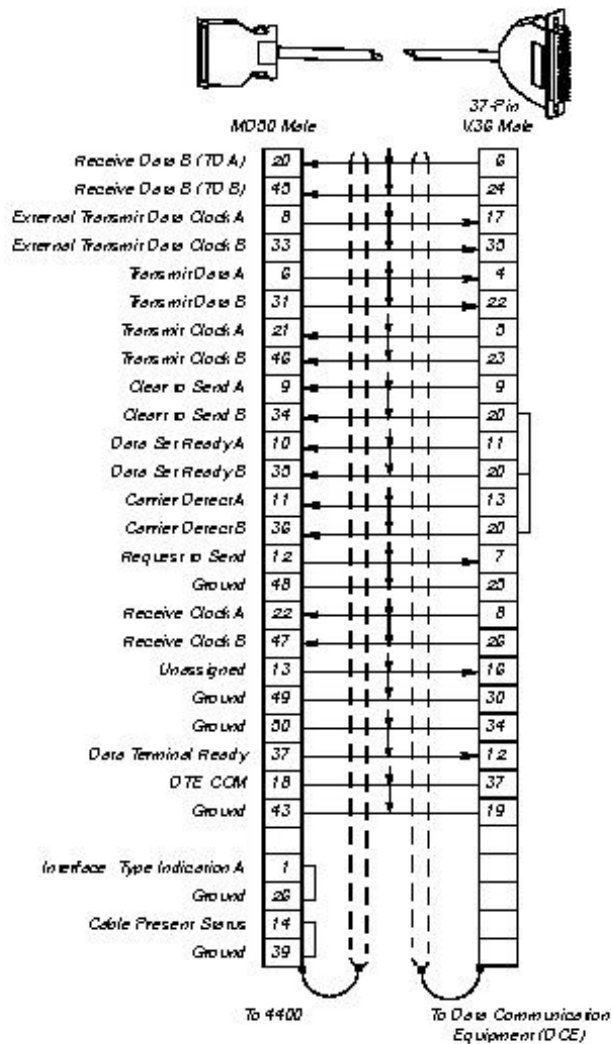 37-Pin
MD50 Male V.36 Male
Receive Data B (TD A) 20 6
Receive Data B (TD B) 45 24
External Transmit Data Clock A 8 17
External Transmit Data Clock B 33 35
Transmit Data A 6 4
Transmit Data B 31 22
Transmit Clock A 21 5
Transmit Clock B 46 23
Clear to Send A 9 9
Clear to Send B 34 20
Data Set Ready A 10 11
Data Set Ready B 35 20
Carrier Detect A 11 13
Carrier Detect B 36 20
Request to Send 12 7
Ground 48 25
Receive Clock A 22 8
Receive Clock B 47 26
Unassigned 13 16
Ground 49 30
Ground 50 34
Data Terminal Ready 37 12
DTE COM 18 37
Ground 43 19
Interface Type Indication A 1
Ground 26
Cable Present Status 14
Ground 39
To 4400 To Data Communication
Equipment (DCE)